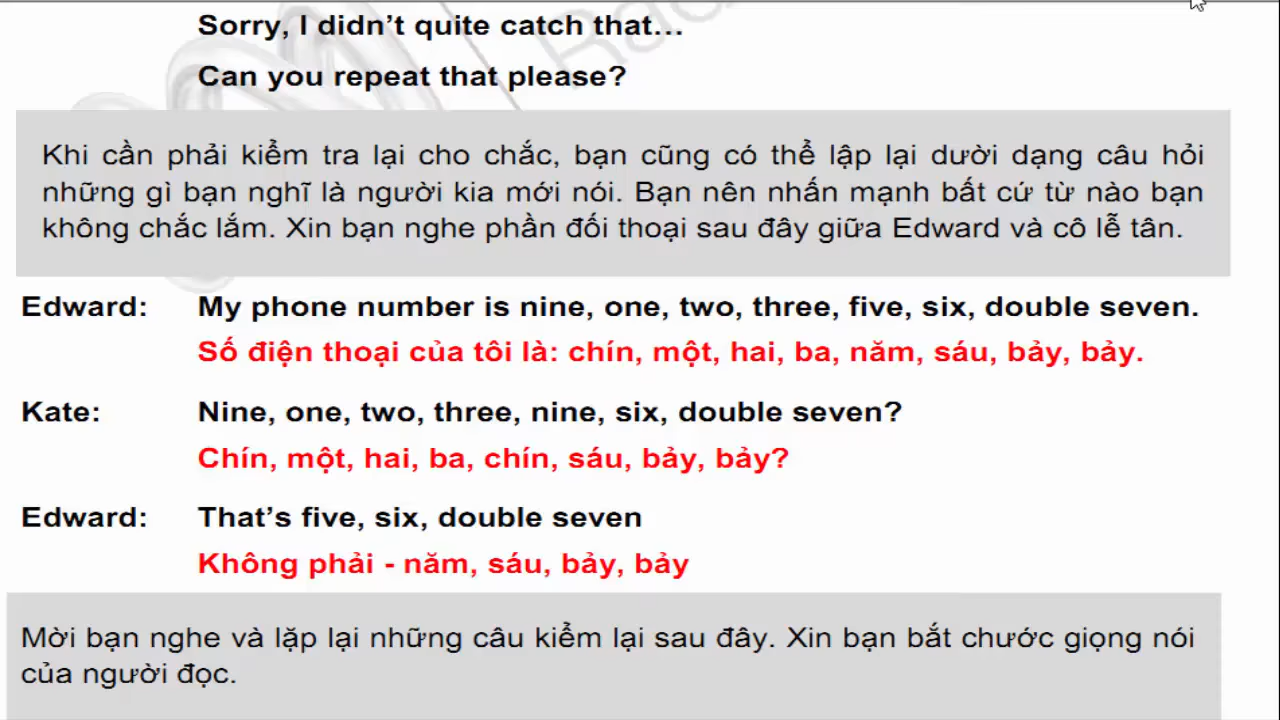 Sorry, I didn’t quite catch that…
Can you repeat that please?
Khi cần phải kiểm tra lại cho chắc, bạn cũng có thể lập lại dưới dạng câu hỏi
những gì bạn nghĩ là người kia mới nói. Bạn nên nhấn mạnh bất cứ từ nào bạn
không chắc lắm. Xin bạn nghe phần đối thoại sau đây giữa Edward và cô lễ tân.
Edward: My phone number is nine, one, two, three, five, six, double seven.
Số điện thoại của tôi là: chín, một, hai, ba, năm, sáu, bảy, bảy.
Kate: Nine, one, two, three, nine, six, double seven?
Chín, một, hai, ba, chín, sáu, bảy, bảy?
Edward: That’s five, six, double seven
Không phải - năm, sáu, bảy, bảy
Mời bạn nghe và lặp lại những câu kiểm lại sau đây. Xin bạn bắt chước giọng nói
của người đọc.